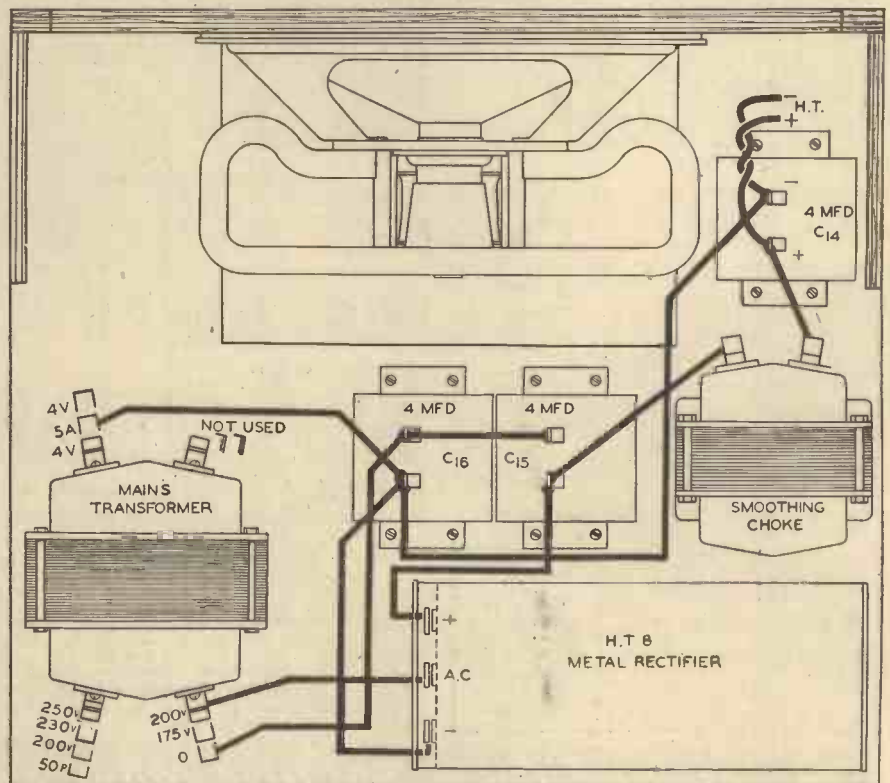 − H.T.
+
−
4 MFD
C14
+
4V
5A
4V
NOT USED
MAINS
TRANSFORMER
4 MFD
4 MFD
C16
C15
SMOOTHING
CHOKE
+
H.T 8
METAL RECTIFIER
A.C
−
250V
230V
200V
50P
200V
175V
0